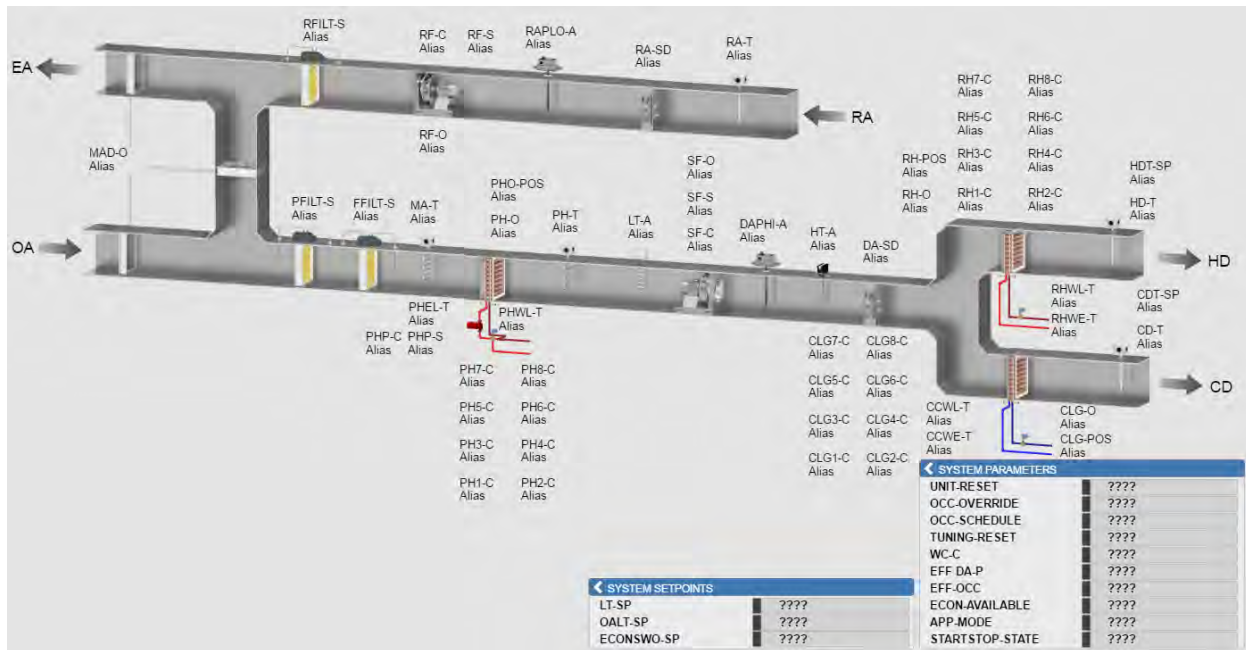 RFILT-S
Alias
RF-C
Alias
RF-S
Alias
RAPLO-A
Alias
RA-SD
Alias
RA-T
Alias
EA
RA
RF-O
Alias
MAD-O
Alias
OA
PFILT-S
Alias
FFILT-S
Alias
MA-T
Alias
PHO-POS
Alias
PH-O
Alias
PH-T
Alias
LT-A
Alias
SF-O
Alias
SF-S
Alias
SF-C
Alias
DAPHI-A
Alias
HT-A
Alias
DA-SD
Alias
RH-POS
Alias
RH-O
Alias
RH7-C
Alias
RH8-C
Alias
RH5-C
Alias
RH6-C
Alias
RH3-C
Alias
RH4-C
Alias
RH1-C
Alias
RH2-C
Alias
HDT-SP
Alias
HD-T
Alias
HD
RHWL-T
Alias
RHWE-T
Alias
CDT-SP
Alias
CD-T
Alias
CD
PHEL-T
Alias
PHWL-T
Alias
PHP-C
Alias
PHP-S
Alias
PH7-C
Alias
PH8-C
Alias
PH5-C
Alias
PH6-C
Alias
PH3-C
Alias
PH4-C
Alias
PH1-C
Alias
PH2-C
Alias
CLG7-C
Alias
CLG8-C
Alias
CLG5-C
Alias
CLG6-C
Alias
CLG3-C
Alias
CLG4-C
Alias
CLG1-C
Alias
CLG2-C
Alias
CCWL-T
Alias
CCWE-T
Alias
CLG-O
Alias
CLG-POS
Alias
SYSTEM PARAMETERS
UNIT-RESET ????
OCC-OVERRIDE ????
OCC-SCHEDULE ????
TUNING-RESET ????
WC-C ????
EFF DA-P ????
EFF-OCC ????
ECON-AVAILABLE ????
APP-MODE ????
STARTSTOP-STATE ????
SYSTEM SETPOINTS
LT-SP ????
OALT-SP ????
ECONSWO-SP ????